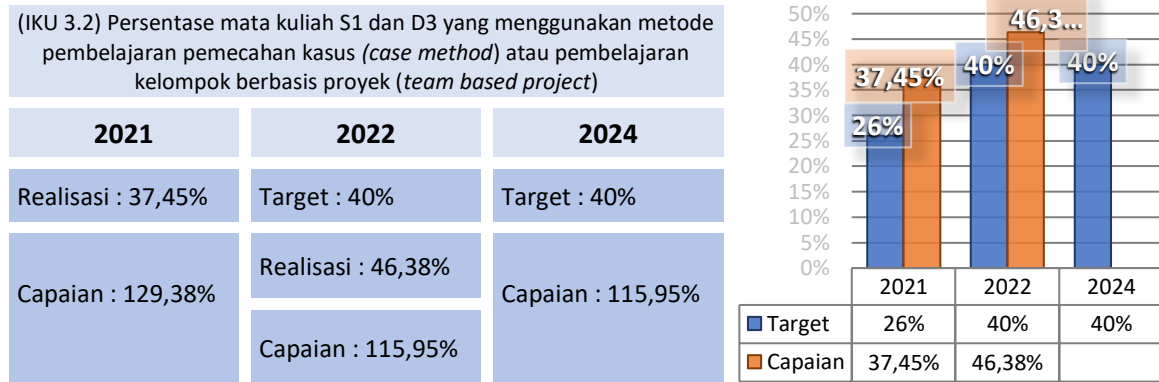 (IKU 3.2) Persentase mata kuliah S1 dan D3 yang menggunakan metode
pembelajaran pemecahan kasus (case method) atau pembelajaran
kelompok berbasis proyek (team based project)
2021 2022 2024
Realisasi : 37,45% Target : 40% Target : 40%
Capaian : 129,38%
Realisasi : 46,38%
Capaian : 115,95%
Capaian : 115,95%
50%
45%
40%
35%
30%
25%
20%
15%
10%
5%
0%
26%
37,45%
40%
46,3...
40%
2021 2022 2024
Target 26% 40% 40%
Capaian 37,45% 46,38%